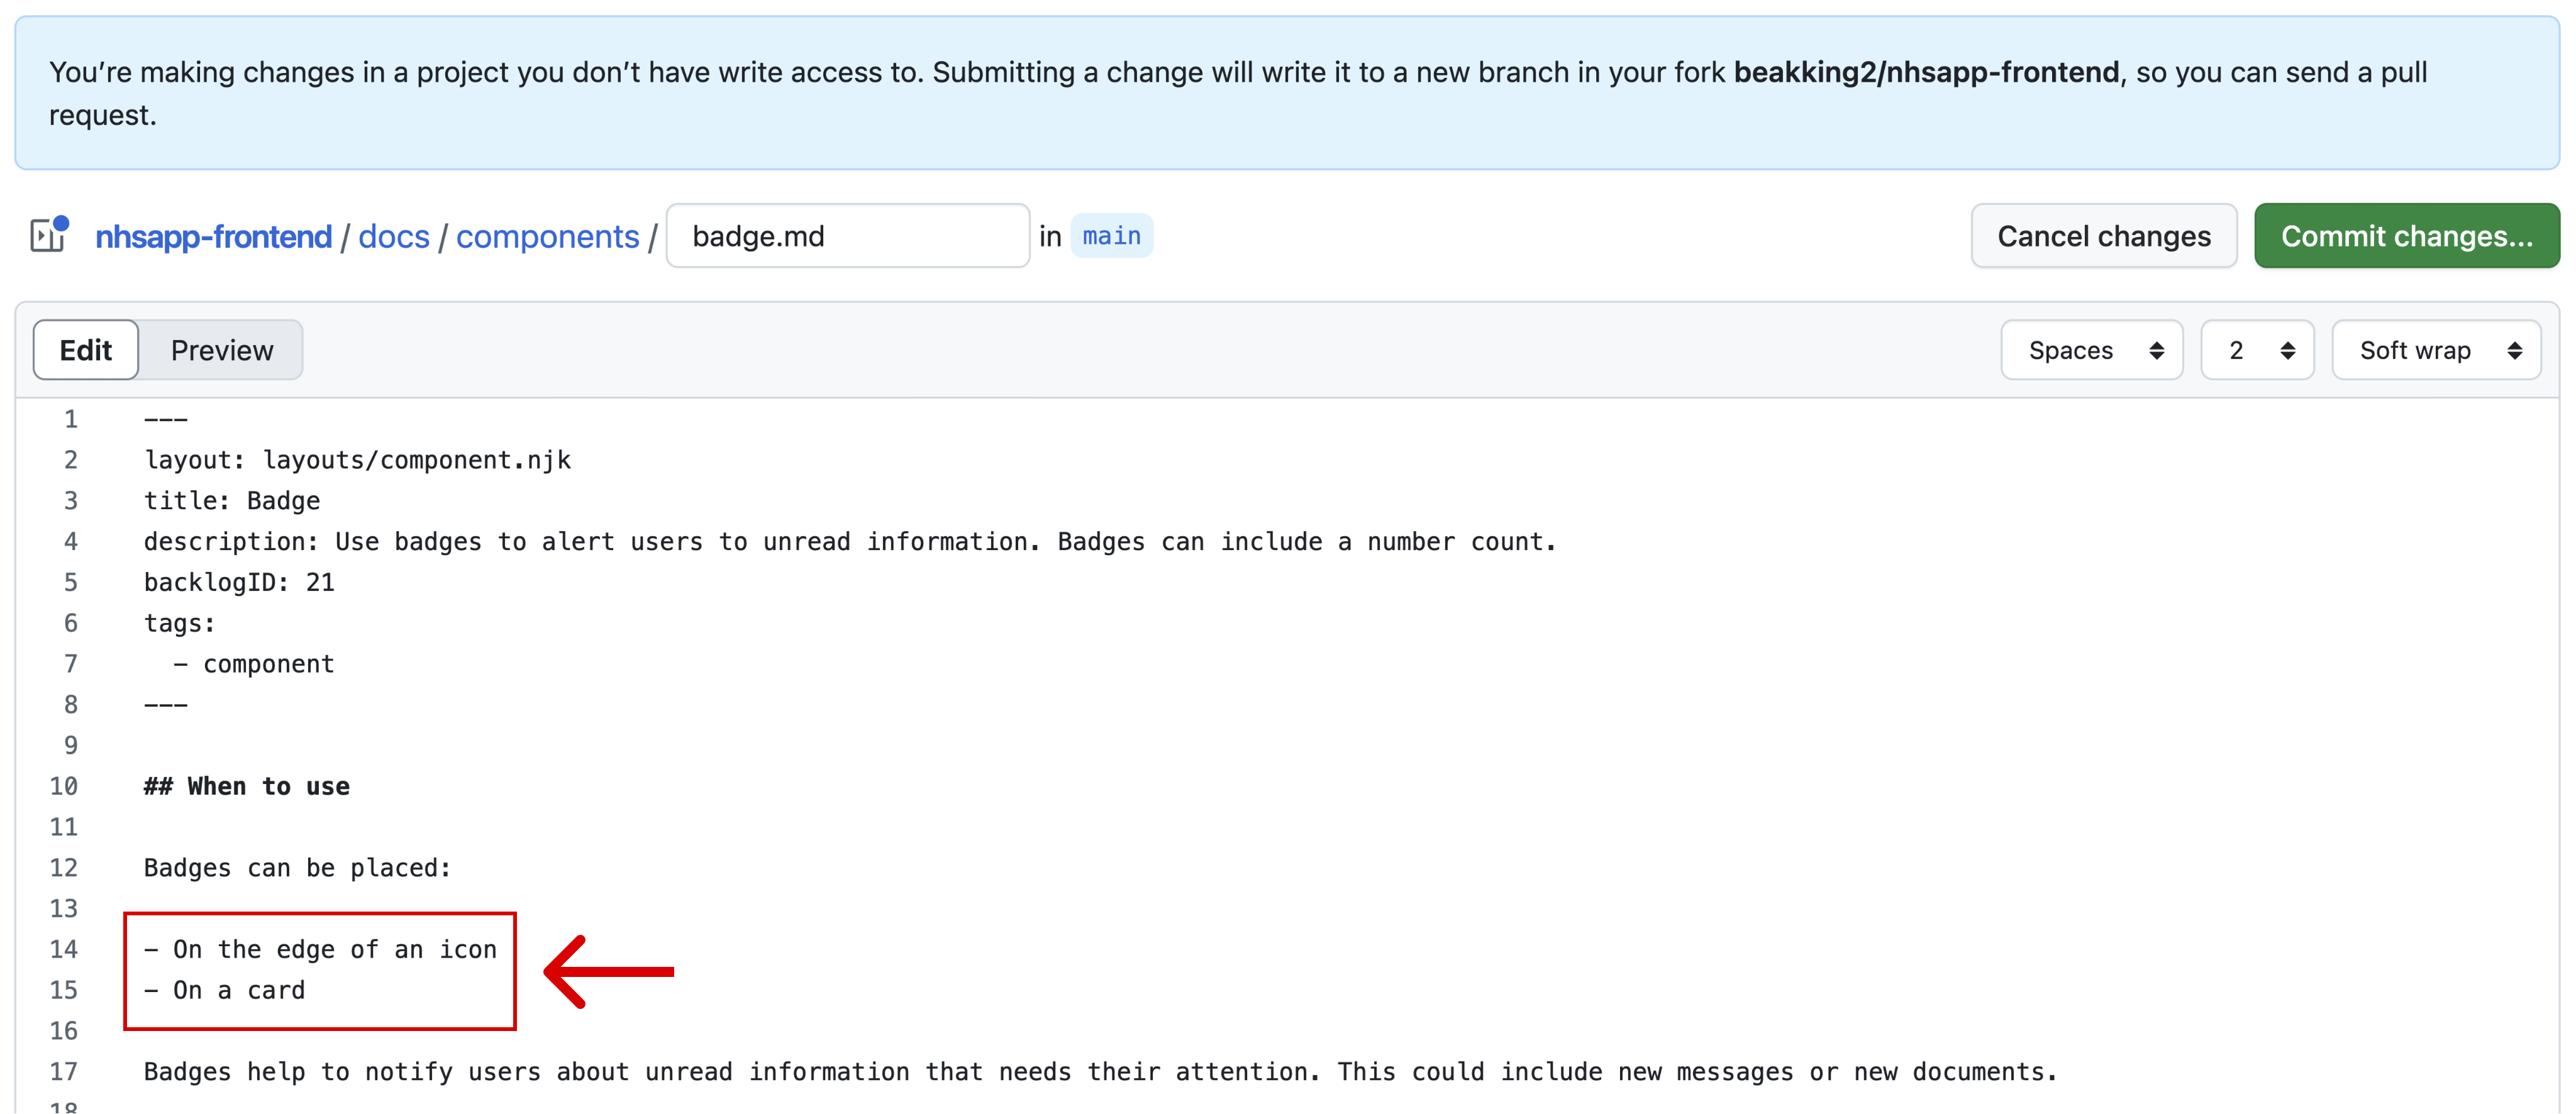 You’re making changes in a project you don’t have write access to. Submitting a change will write it to a new branch in your fork beakking2/nhsapp-frontend, so you can send a pull
request.
nhsapp-frontend / docs / components / badge.md in main Cancel changes Commit changes...
Edit Preview Spaces 2 Soft wrap
1 ---
2 layout: layouts/component.njk
3 title: Badge
4 description: Use badges to alert users to unread information. Badges can include a number count.
5 backlogID: 21
6 tags:
7 - component
8 ---
9
10 ## When to use
11
12 Badges can be placed:
13
14 - On the edge of an icon
15 - On a card
16
17 Badges help to notify users about unread information that needs their attention. This could include new messages or new documents.
18